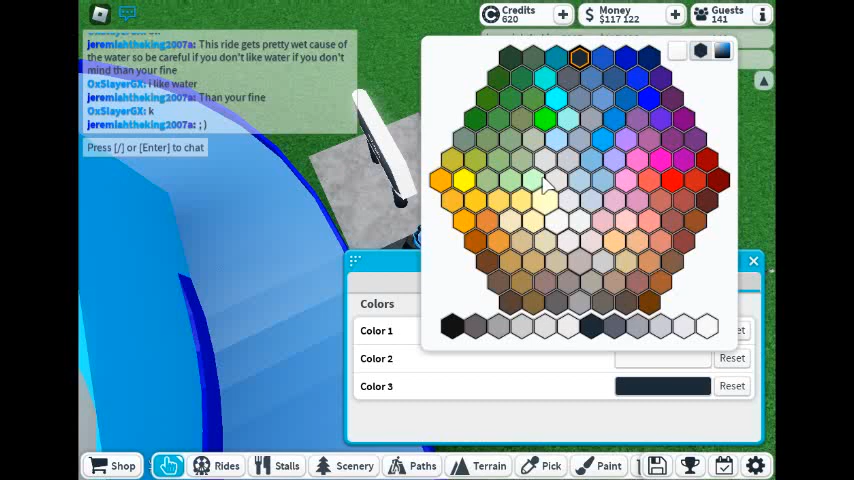 Credits
620
Money
$117 122
Guests
141
jeremiahtheking2007a: This ride gets pretty wet cause of
the water so be careful if you don't like water if you don't
mind than your fine
OxSlayerGX: i like water
jeremiahtheking2007a: Than your fine
OxSlayerGX: k
jeremiahtheking2007a: ; )
Press [/] or [Enter] to chat
Colors
Color 1
Color 2
Reset
Color 3
Reset
Shop
Rides
Stalls
Scenery
Paths
Terrain
Pick
Paint